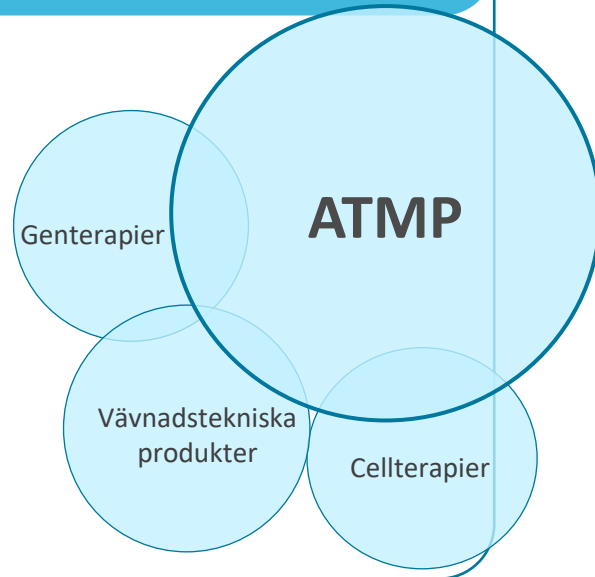 ATMP
Genterapier
Vävnadstekniska
produkter
Cellterapier